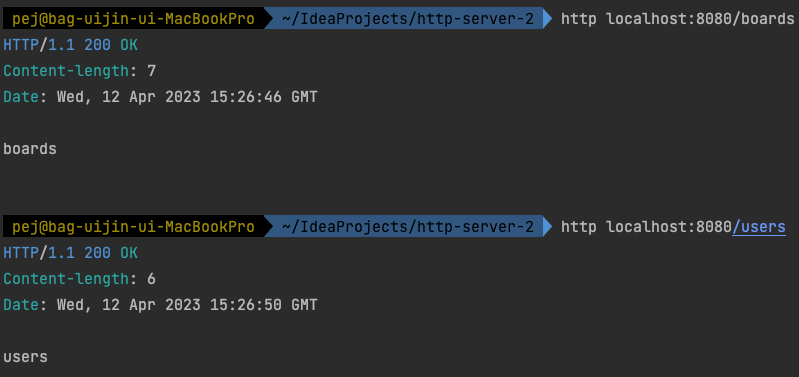 pej@bag-uijin-ui-MacBookPro ~/IdeaProjects/http-server-2 http localhost:8080/boards
HTTP/1.1 200 OK
Content-length: 7
Date: Wed, 12 Apr 2023 15:26:46 GMT
boards
pej@bag-uijin-ui-MacBookPro ~/IdeaProjects/http-server-2 http localhost:8080/users
HTTP/1.1 200 OK
Content-length: 6
Date: Wed, 12 Apr 2023 15:26:50 GMT
users